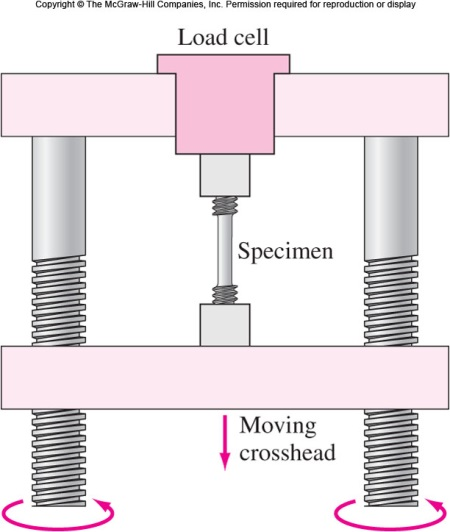 Copyright © The McGraw-Hill Companies, Inc. Permission required for reproduction or display
Load cell
Specimen
Moving
crosshead